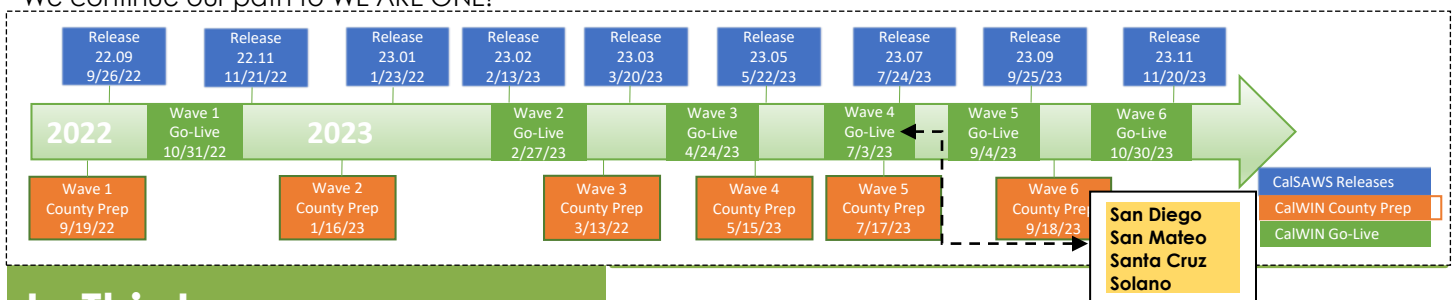 We continue our path to WE ARE ONE!
Release
22.09
9/26/22
Release
22.11
11/21/22
Release
23.01
1/23/22
Release
23.02
2/13/23
Release
23.03
3/20/23
Release
23.05
5/22/23
Release
23.07
7/24/23
Release
23.09
9/25/23
Release
23.11
11/20/23
2022
Wave 1
Go-Live
10/31/22
2023
Wave 2
Go-Live
2/27/23
Wave 3
Go-Live
4/24/23
Wave 4
Go-Live
7/3/23
Wave 5
Go-Live
9/4/23
Wave 6
Go-Live
10/30/23
Wave 1
County Prep
9/19/22
Wave 2
County Prep
1/16/23
Wave 3
County Prep
3/13/22
Wave 4
County Prep
5/15/23
Wave 5
County Prep
7/17/23
Wave 6
County Prep
9/18/23
San Diego
San Mateo
Santa Cruz
Solano
CalSAWS Releases
CalWIN County Prep
CalWIN Go-Live